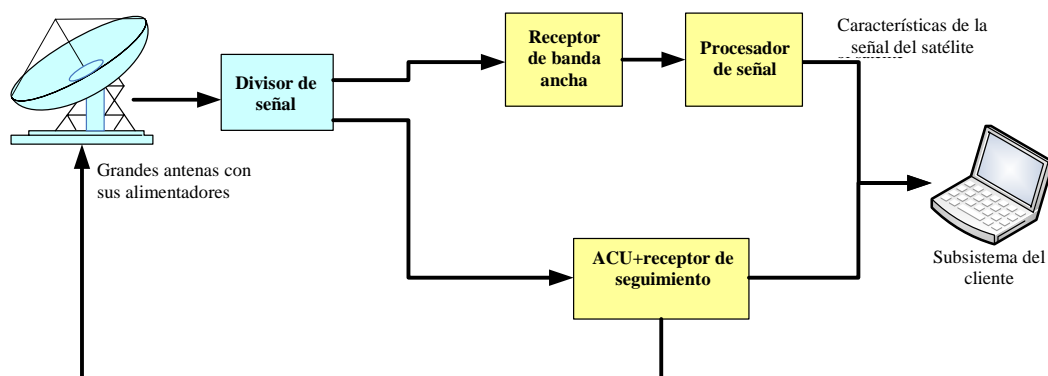 Receptor
de banda
ancha
Procesador
de señal
Características de la
señal del satélite
Divisor de
señal
Grandes antenas con
sus alimentadores
ACU+receptor de
seguimiento
Subsistema del
cliente